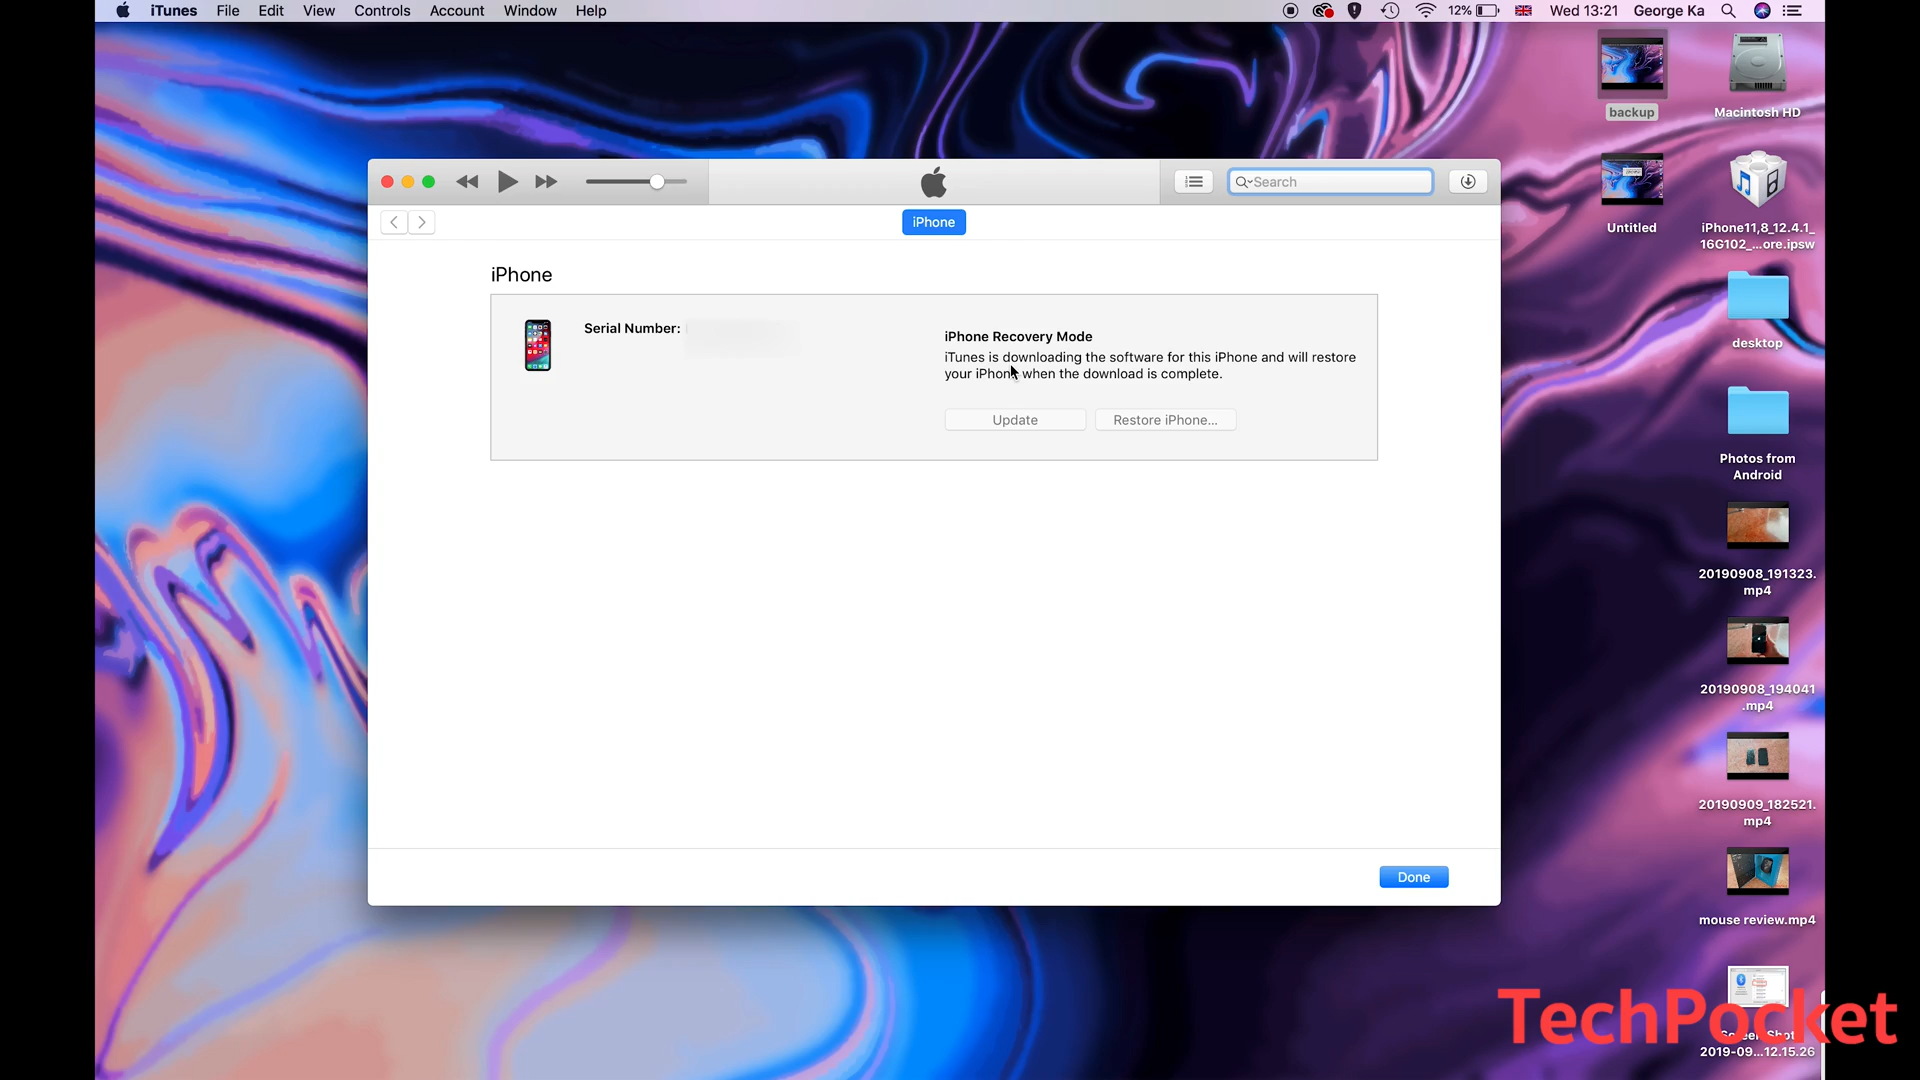 iTunes File Edit View Controls Account Window Help
12% Wed 13:21 George Ka
backup
Macintosh HD
Untitled
iPhone11,8_12.4.1_
16G102_...ore.ipsw
Search
iPhone
iPhone
Serial Number:
iPhone Recovery Mode
iTunes is downloading the software for this iPhone and will restore
your iPhone when the download is complete.
Update Restore iPhone...
desktop
Photos from
Android
20190908_191323.
mp4
20190908_194041
.mp4
20190909_182521.
mp4
Done
mouse review.mp4
TechPocket
Screen Shot
2019-09...12.15.26